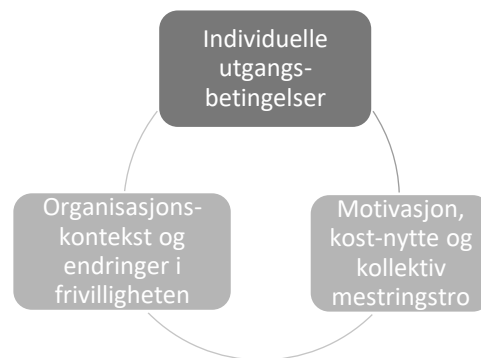 Individuelle
utgangs-
betingelser
Organisasjons-
kontekst og
endringer i
frivilligheten
Motivasjon,
kost-nytte og
kollektiv
mestringstro